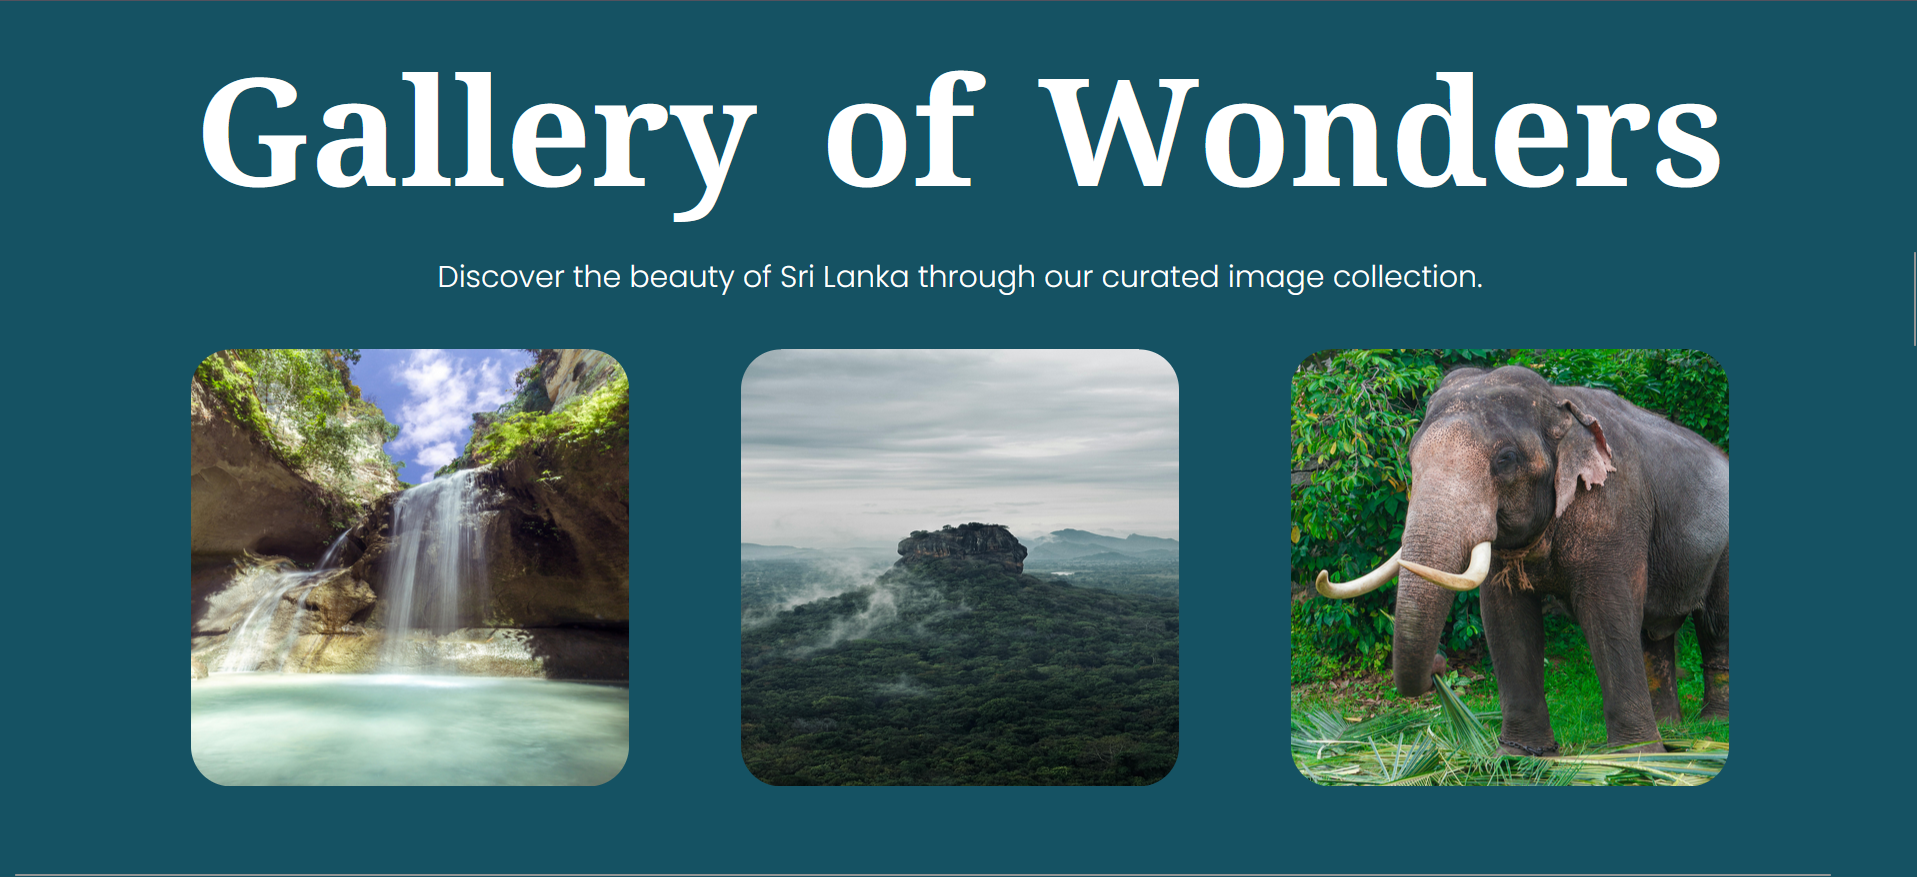 Gallery of Wonders
Discover the beauty of Sri Lanka through our curated image collection.